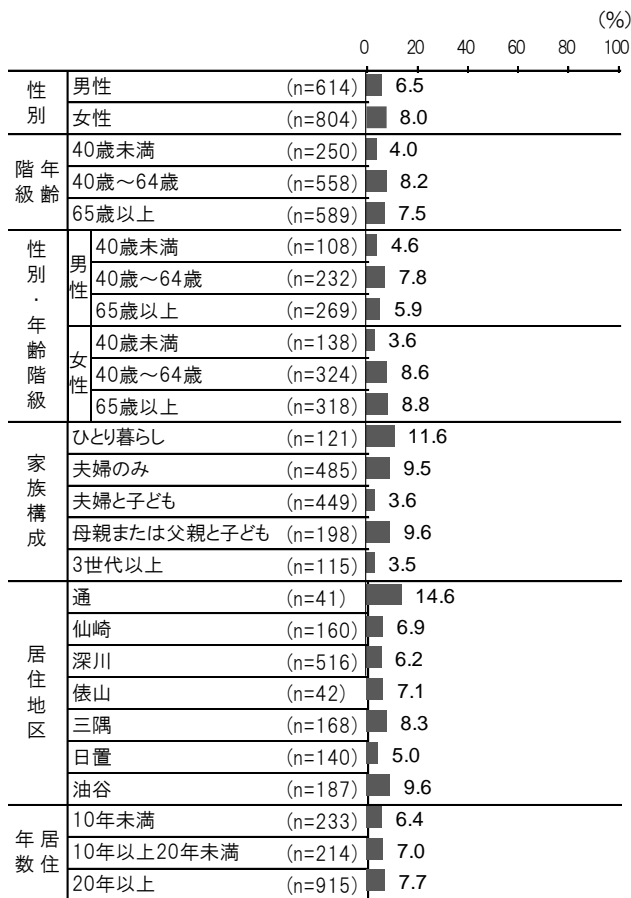 (%)
0 20 40 60 80 100
性別
男性 (n=614) 6.5
女性 (n=804) 8.0
年齢階級
40歳未満 (n=250) 4.0
40歳～64歳 (n=558) 8.2
65歳以上 (n=589) 7.5
性別・年齢階級
男性
40歳未満 (n=108) 4.6
40歳～64歳 (n=232) 7.8
65歳以上 (n=269) 5.9
女性
40歳未満 (n=138) 3.6
40歳～64歳 (n=324) 8.6
65歳以上 (n=318) 8.8
家族構成
ひとり暮らし (n=121) 11.6
夫婦のみ (n=485) 9.5
夫婦と子ども (n=449) 3.6
母親または父親と子ども (n=198) 9.6
3世代以上 (n=115) 3.5
居住地区
通 (n=41) 14.6
仙崎 (n=160) 6.9
深川 (n=516) 6.2
俵山 (n=42) 7.1
三隅 (n=168) 8.3
日置 (n=140) 5.0
油谷 (n=187) 9.6
居住年数
10年未満 (n=233) 6.4
10年以上20年未満 (n=214) 7.0
20年以上 (n=915) 7.7